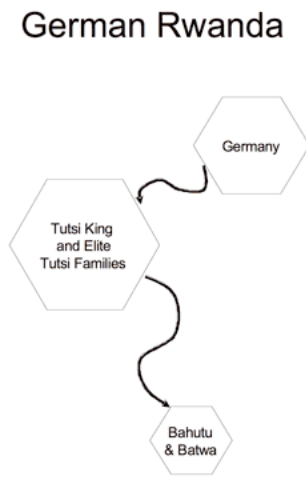 German Rwanda
Germany
Tutsi King
and Elite
Tutsi Families
Bahutu
& Batwa